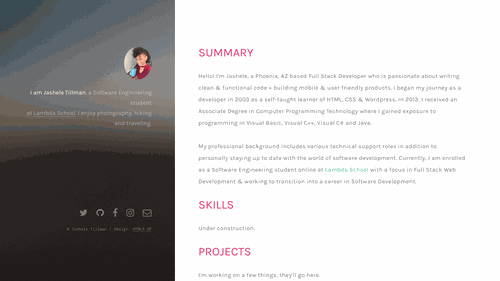 I am Jashele Tillman, a Software Engineering
student
at Lambda School. I enjoy photography, hiking
and traveling.
© Jashele Tillman | Design: HTML5 UP
SUMMARY
Hello! I'm Jashele, a Phoenix, AZ based Full Stack Developer who is passionate about writing
clean & functional code + building mobile & user friendly products. I began my journey as a
developer in 2003 as a self-taught learner of HTML, CSS & Wordpress. In 2013, I received an
Associate Degree in Computer Programming Technology where I gained exposure to
programming in Visual Basic, Visual C++, Visual C# and Java.
My professional background includes various technical support roles in addition to
personally staying up to date with the world of software development. Currently, I am enrolled
as a Software Engineering student online at Lambda School with a focus in Full Stack Web
Development & working to transition into a career in Software Development.
SKILLS
Under construction.
PROJECTS
I'm working on a few things, they'll go here.